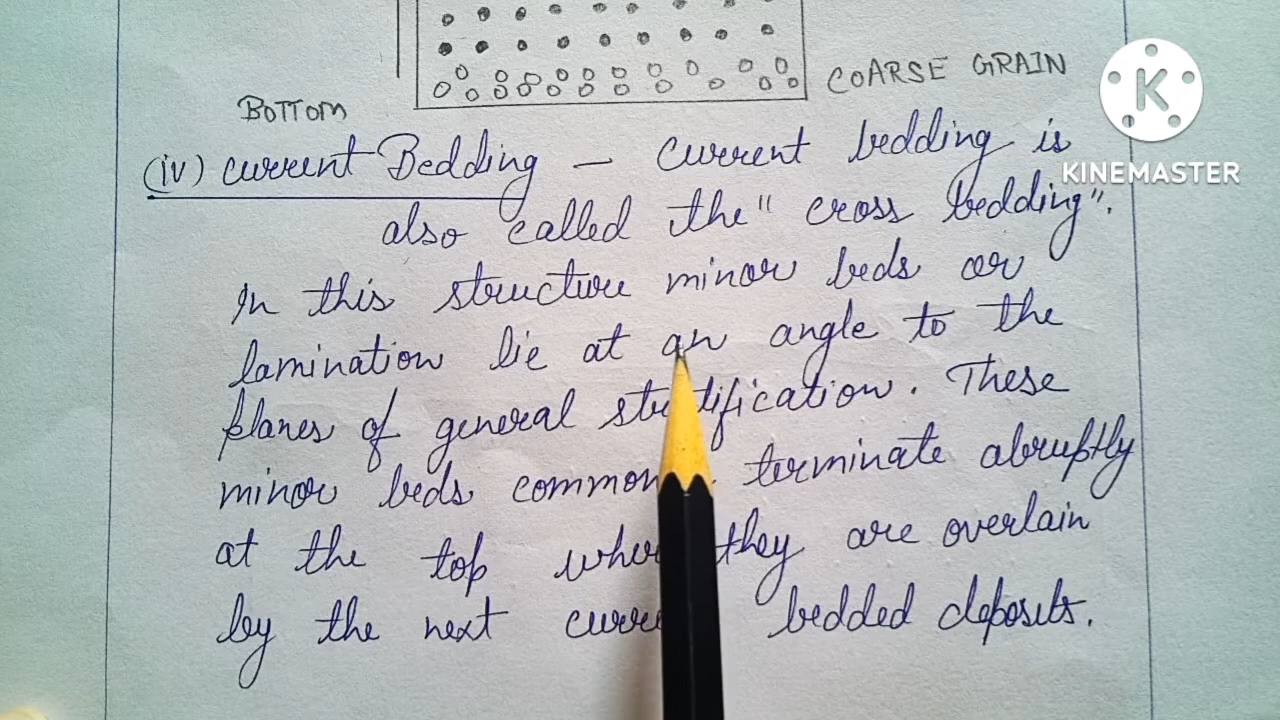 COARSE GRAIN
BOTTOM
(iv) current Bedding — current bedding is
also called the "cross bedding".
In this structure minor beds or
lamination lie at an angle to the
planes of general stratification. These
minor beds common terminate abruptly
at the top they are overlain
by the next bedded deposits.
K
KINEMASTER